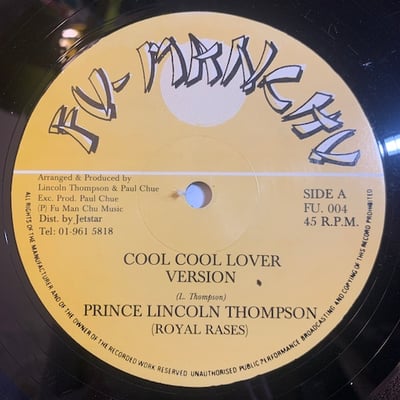 FU-MANCHU
Arranged & Produced by
Lincoln Thompson & Paul Chue
Exc. Prod. Paul Chue
(P) Fu Man Chu Music
Dist. by Jetstar
Tel: 01-961 5818
SIDE A
FU. 004
45 R.P.M.
COOL COOL LOVER
VERSION
(L. Thompson)
PRINCE LINCOLN THOMPSON
(ROYAL RASES)
ALL RIGHTS OF THE MANUFACTURER AND OF THE OWNER OF THE RECORDED WORK RESERVED. UNAUTHORISED PUBLIC PERFORMANCE BROADCASTING AND COPYING OF THIS RECORD PROHIBITED